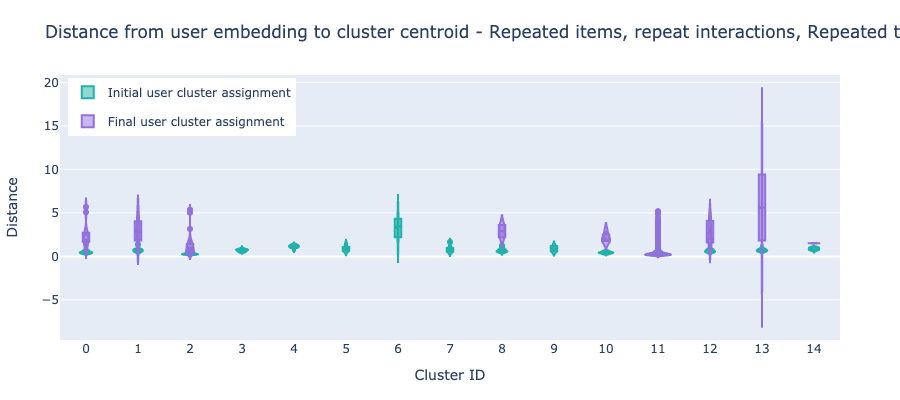 Distance from user embedding to cluster centroid - Repeated items, repeat interactions, Repeated t
Initial user cluster assignment
Final user cluster assignment
20
15
10
5
0
−5
Distance
0 1 2 3 4 5 6 7 8 9 10 11 12 13 14
Cluster ID